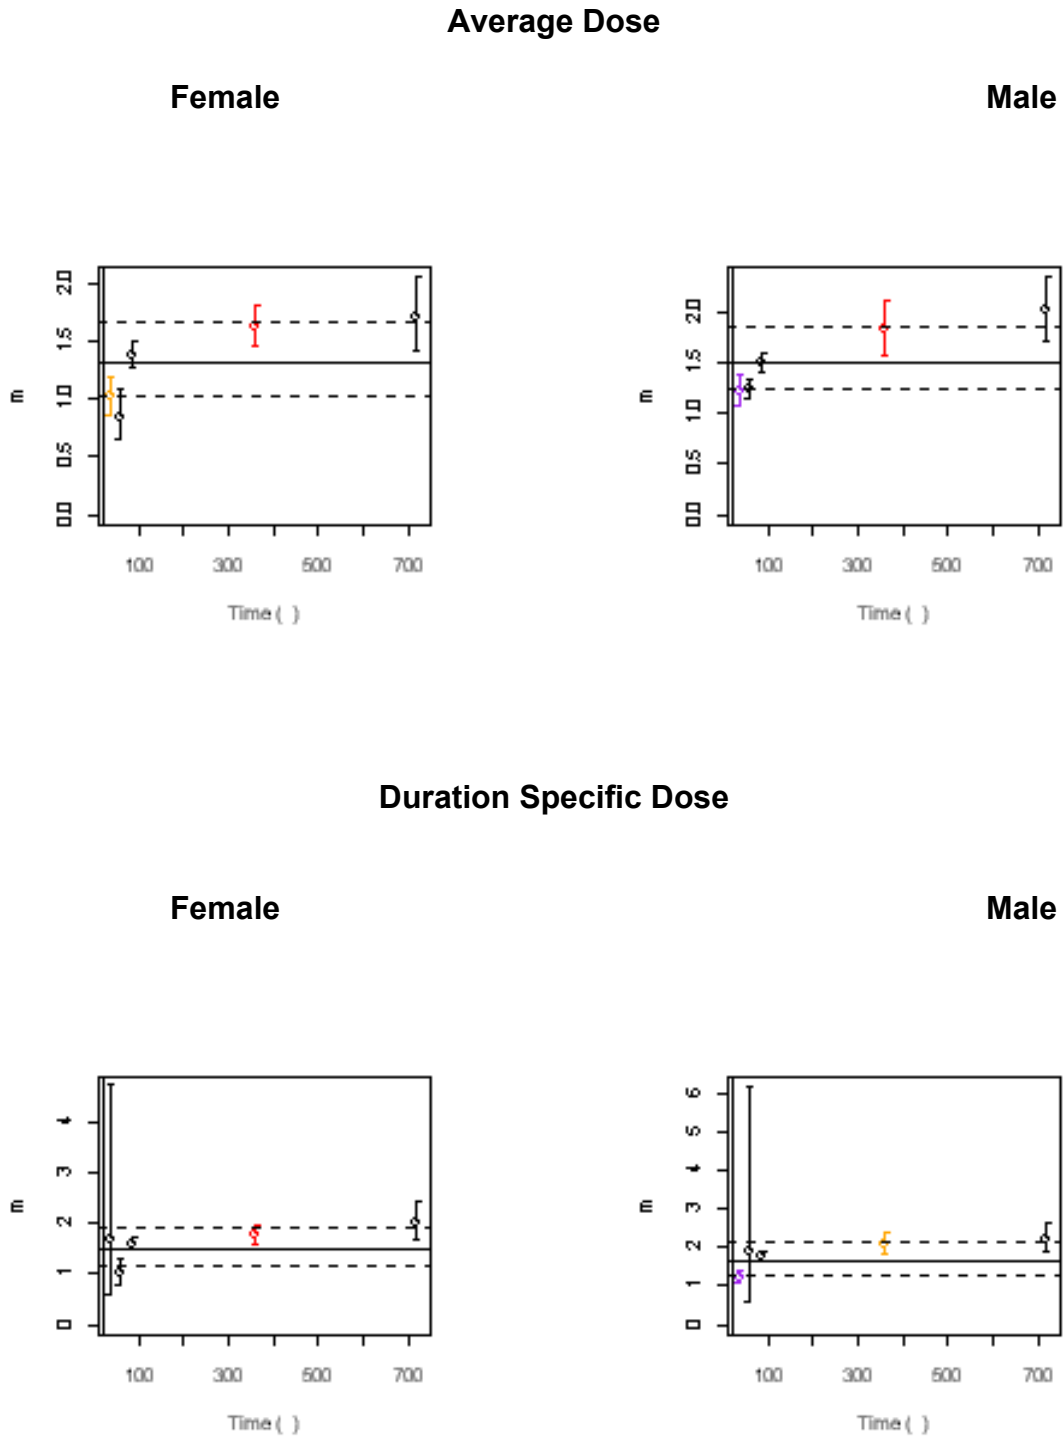 Average Dose
Female Male
2.0 2.0
1.5 1.5
m 1.0 m 1.0
0.5 0.5
0.0 0.0
100 300 500 700 100 300 500 700
Time ( ) Time ( )
Duration Specific Dose
Female Male
4 6
3 5
m 2 4
1 m 3
0 2
1
0
100 300 500 700 100 300 500 700
Time ( ) Time ( )